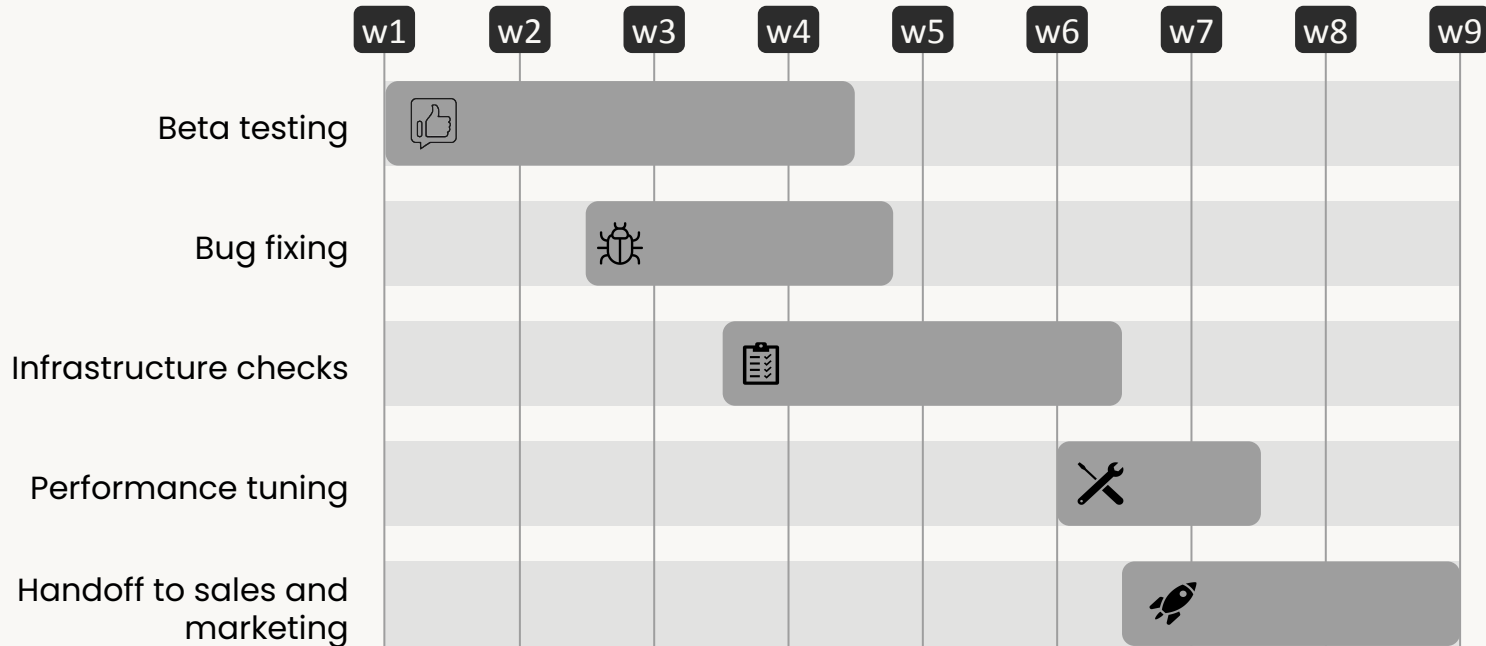 w1 w2 w3 w4 w5 w6 w7 w8 w9
Beta testing
Bug fixing
Infrastructure checks
Performance tuning
Handoff to sales and
marketing